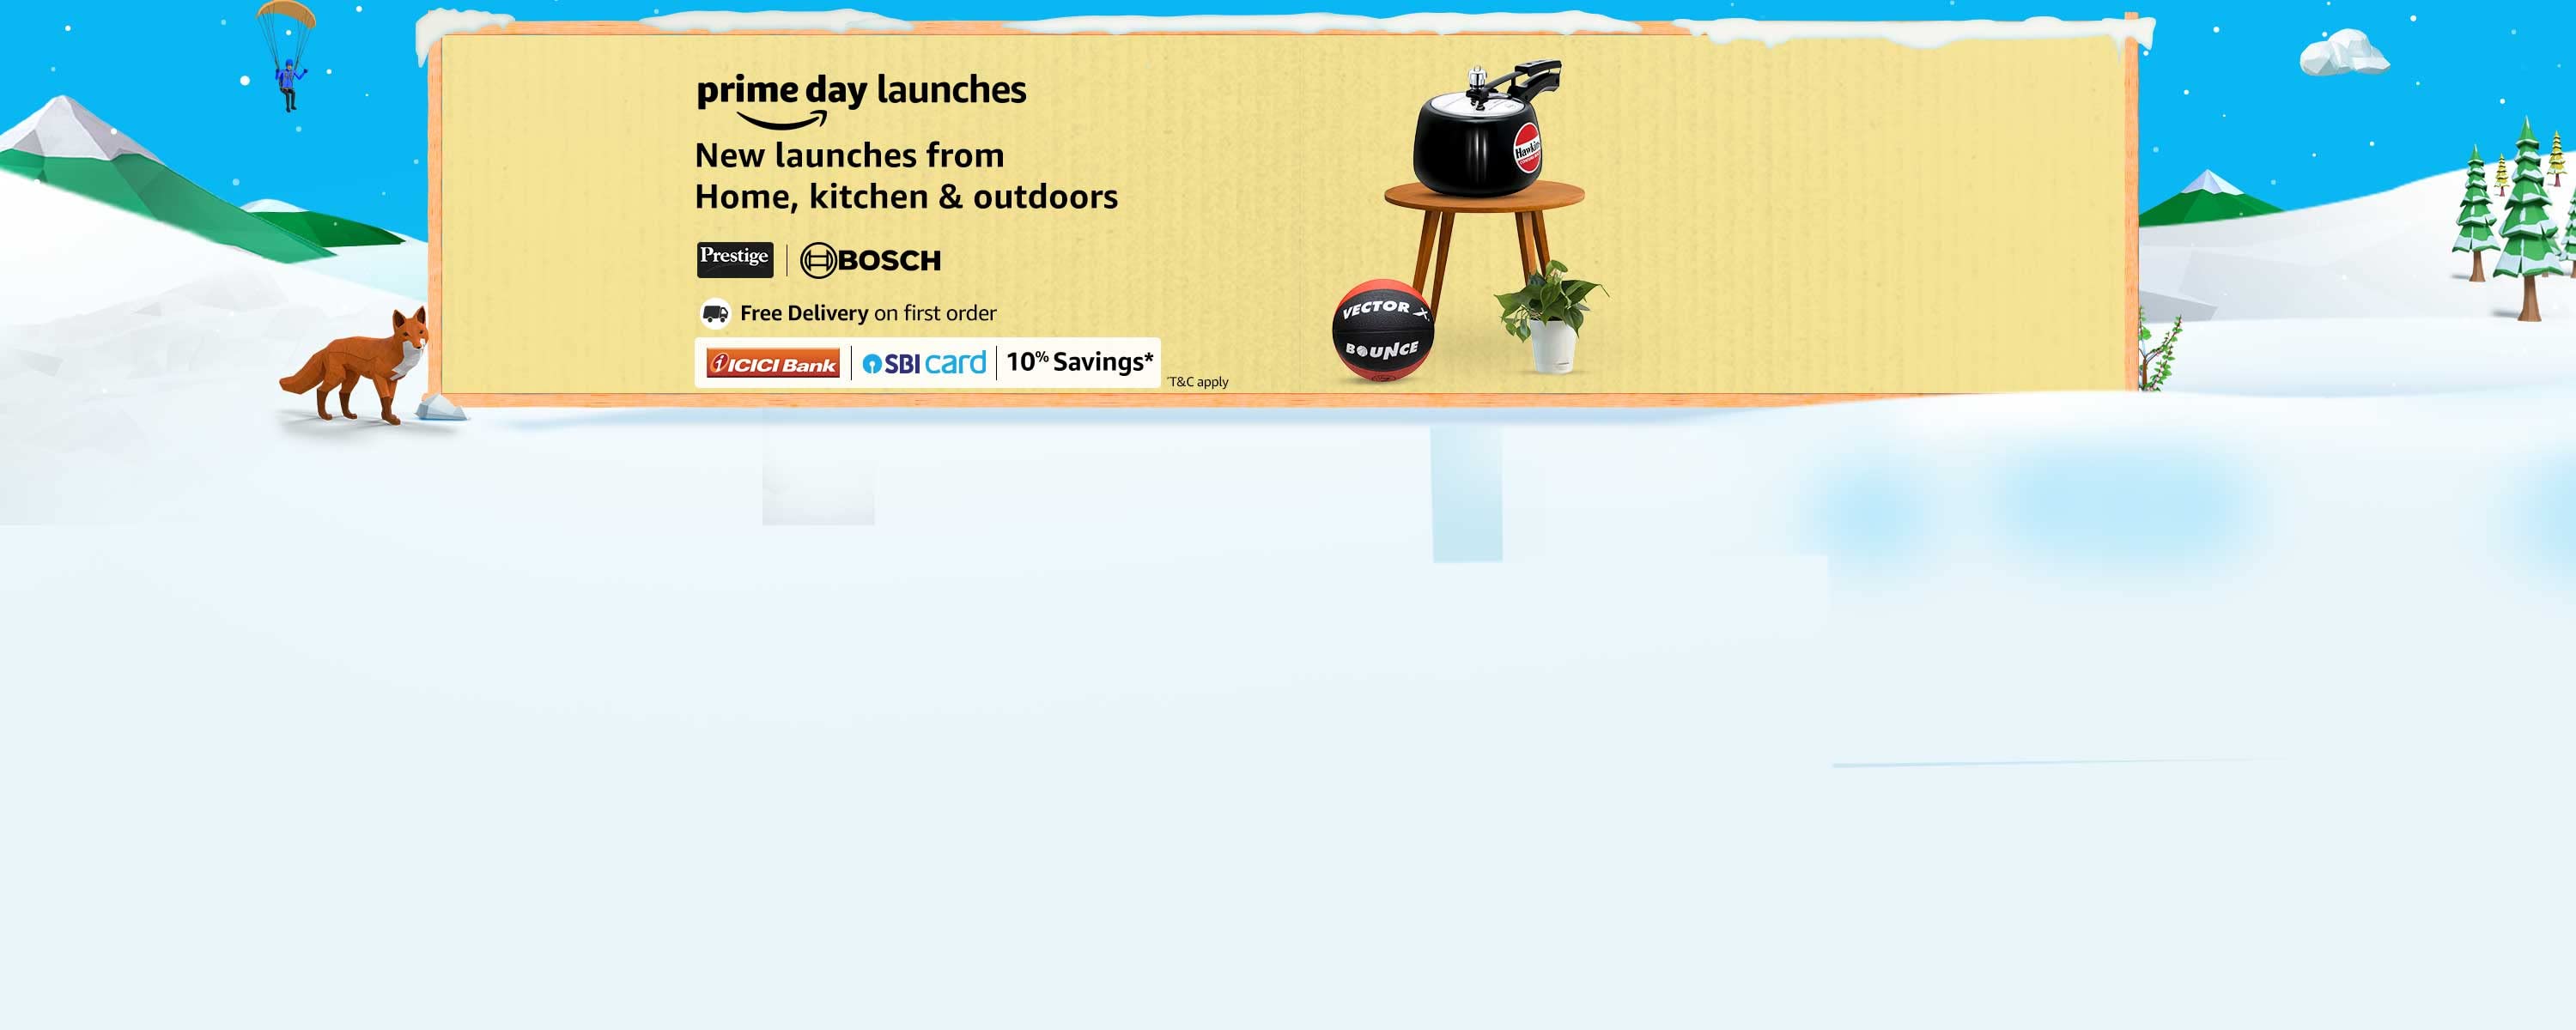 prime day launches
New launches from
Home, kitchen & outdoors
Prestige | BOSCH
Free Delivery on first order
ICICI Bank | SBI card | 10% Savings*
*T&C apply
Hawkins
VECTOR X
BOUNCE